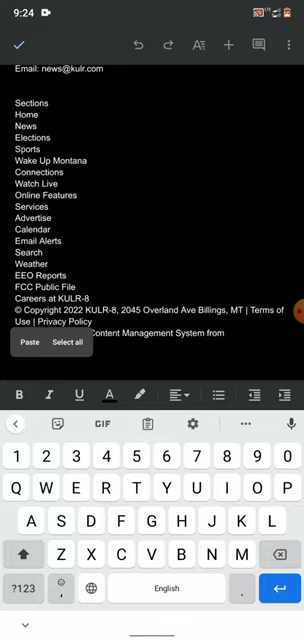 9:24
Email: news@kulr.com
Sections
Home
News
Elections
Sports
Wake Up Montana
Connections
Watch Live
Online Features
Services
Advertise
Calendar
Email Alerts
Search
Weather
EEO Reports
FCC Public File
Careers at KULR-8
© Copyright 2022 KULR-8, 2045 Overland Ave Billings, MT | Terms of
Use | Privacy Policy
Content Management System from
Paste Select all
B I U A
GIF
1 2 3 4 5 6 7 8 9 0
Q W E R T Y U I O P
A S D F G H J K L
Z X C V B N M
?123 , English .